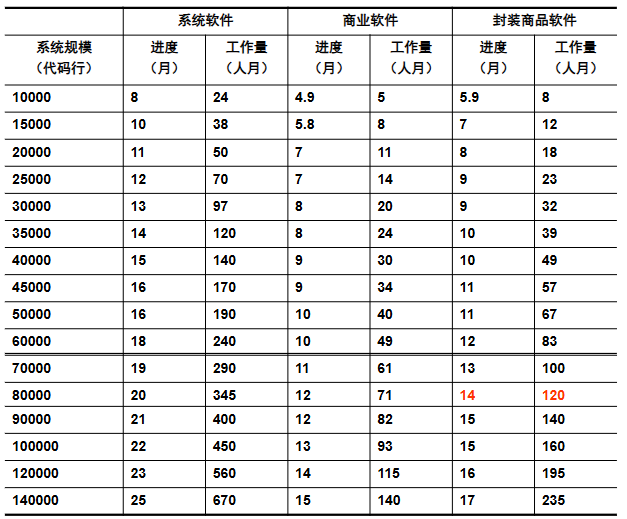 系统软件 商业软件 封装商品软件
系统规模 进度 工作量 进度 工作量 进度 工作量
（代码行） （月） （人月） （月） （人月） （月） （人月）
10000 8 24 4.9 5 5.9 8
15000 10 38 5.8 8 7 12
20000 11 50 7 11 8 18
25000 12 70 7 14 9 23
30000 13 97 8 20 9 32
35000 14 120 8 24 10 39
40000 15 140 9 30 10 49
45000 16 170 9 34 11 57
50000 16 190 10 40 11 67
60000 18 240 10 49 12 83
70000 19 290 11 61 13 100
80000 20 345 12 71 14 120
90000 21 400 12 82 15 140
100000 22 450 13 93 15 160
120000 23 560 14 115 16 195
140000 25 670 15 140 17 235